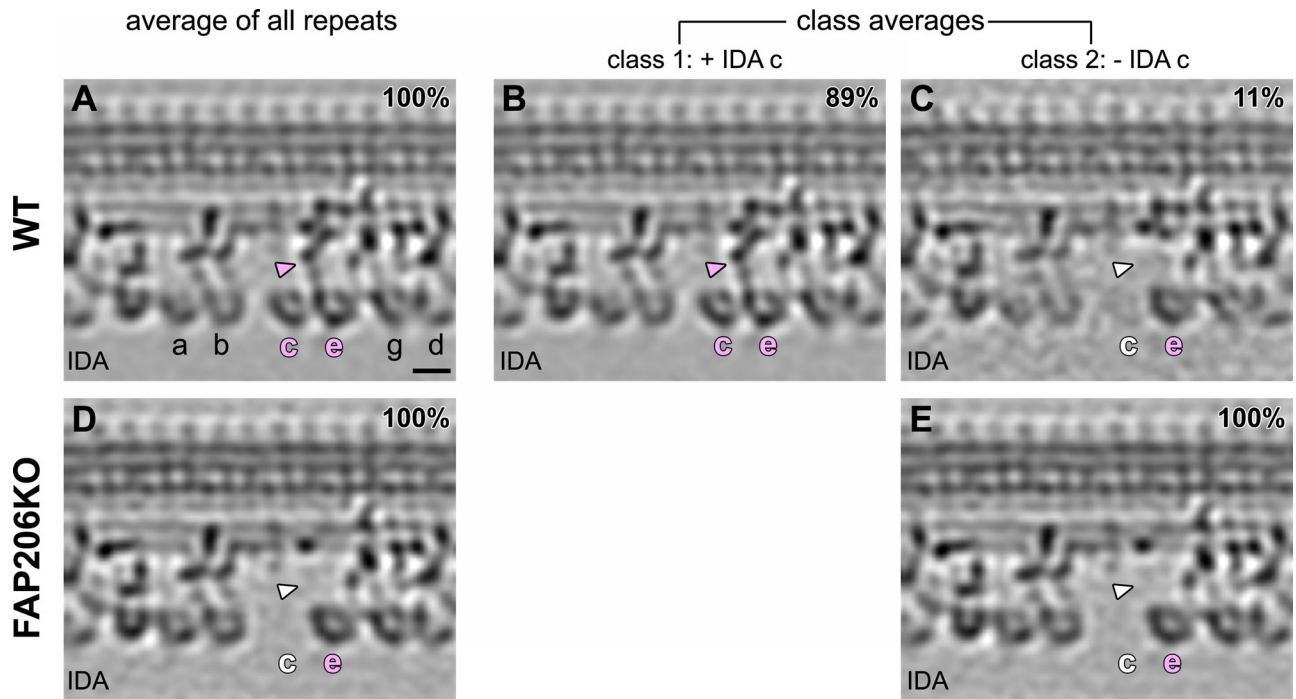 average of all repeats
class averages
class 1: + IDA c
class 2: - IDA c
WT
A
100%
a
b
c
e
g
d
IDA
B
89%
c
e
IDA
C
11%
c
e
IDA
FAP206KO
D
100%
c
e
IDA
E
100%
c
e
IDA